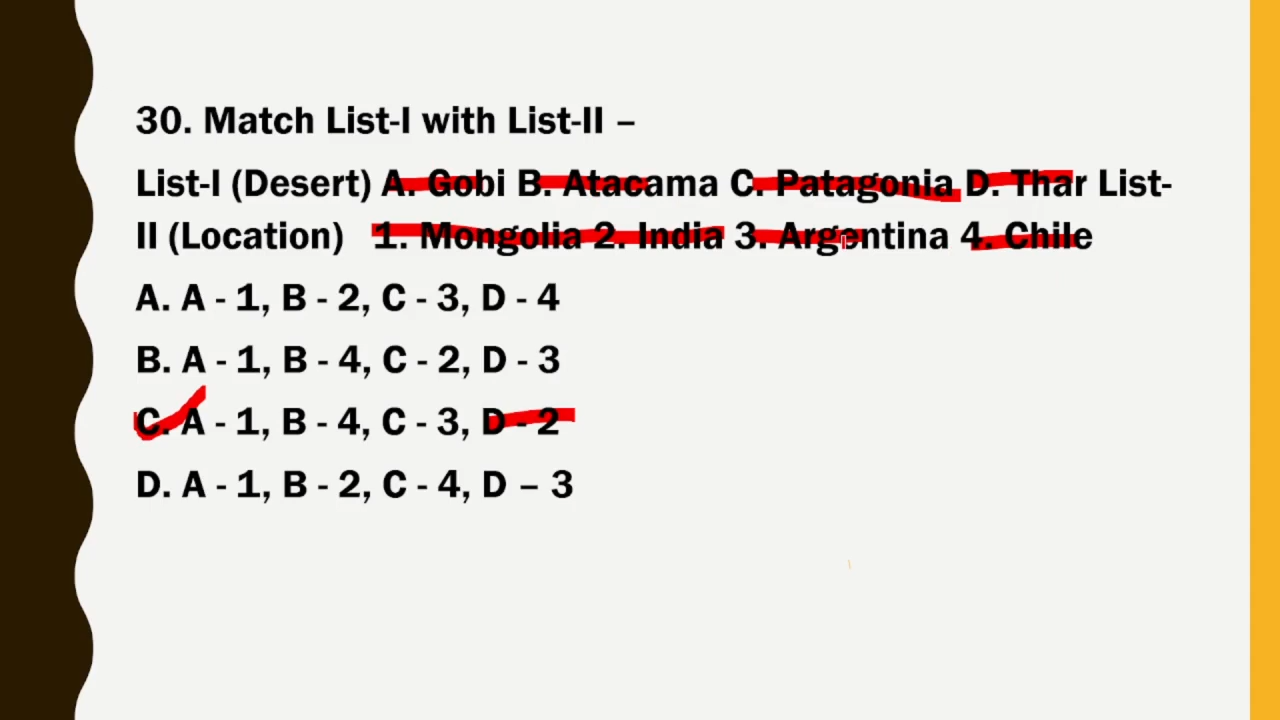 30. Match List-I with List-II –
List-I (Desert) A. Gobi B. Atacama C. Patagonia D. Thar List-
II (Location) 1. Mongolia 2. India 3. Argentina 4. Chile
A. A - 1, B - 2, C - 3, D - 4
B. A - 1, B - 4, C - 2, D - 3
C. A - 1, B - 4, C - 3, D - 2
D. A - 1, B - 2, C - 4, D – 3